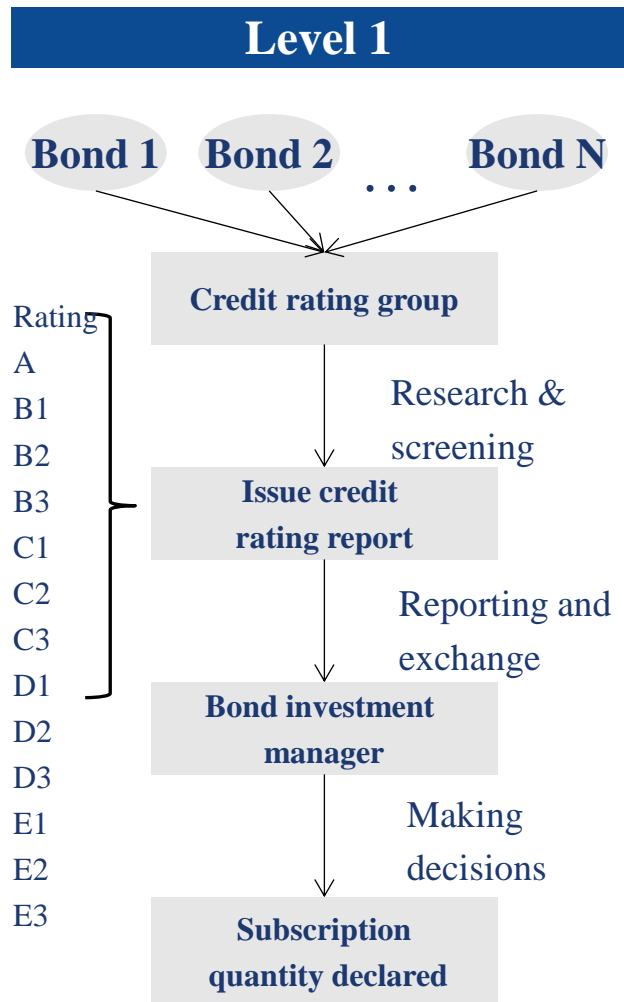 Level 1
Bond 1 Bond 2 ... Bond N
Credit rating group
Rating
A
B1
B2
B3
C1
C2
C3
D1
D2
D3
E1
E2
E3
Research &
screening
Issue credit
rating report
Reporting and
exchange
Bond investment
manager
Making
decisions
Subscription
quantity declared